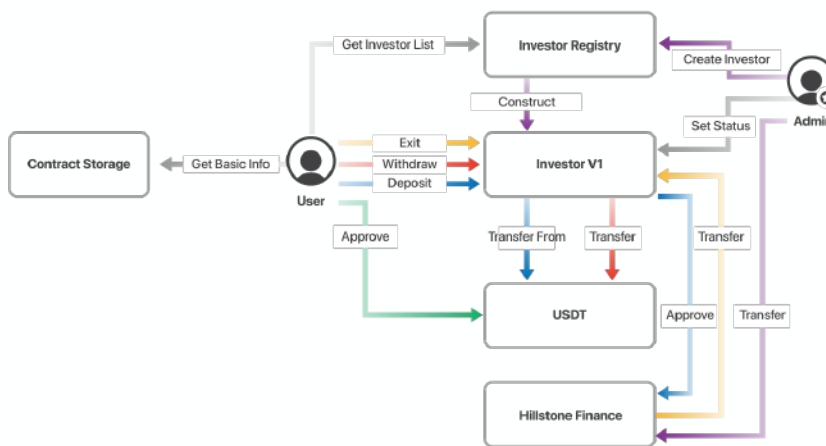 Get Investor List
Investor Registry
Create Investor
Construct
Set Status
Admin
Contract Storage
Get Basic Info
User
Exit
Withdraw
Deposit
Investor V1
Approve
Transfer From
Transfer
Transfer
USDT
Approve
Transfer
Hillstone Finance